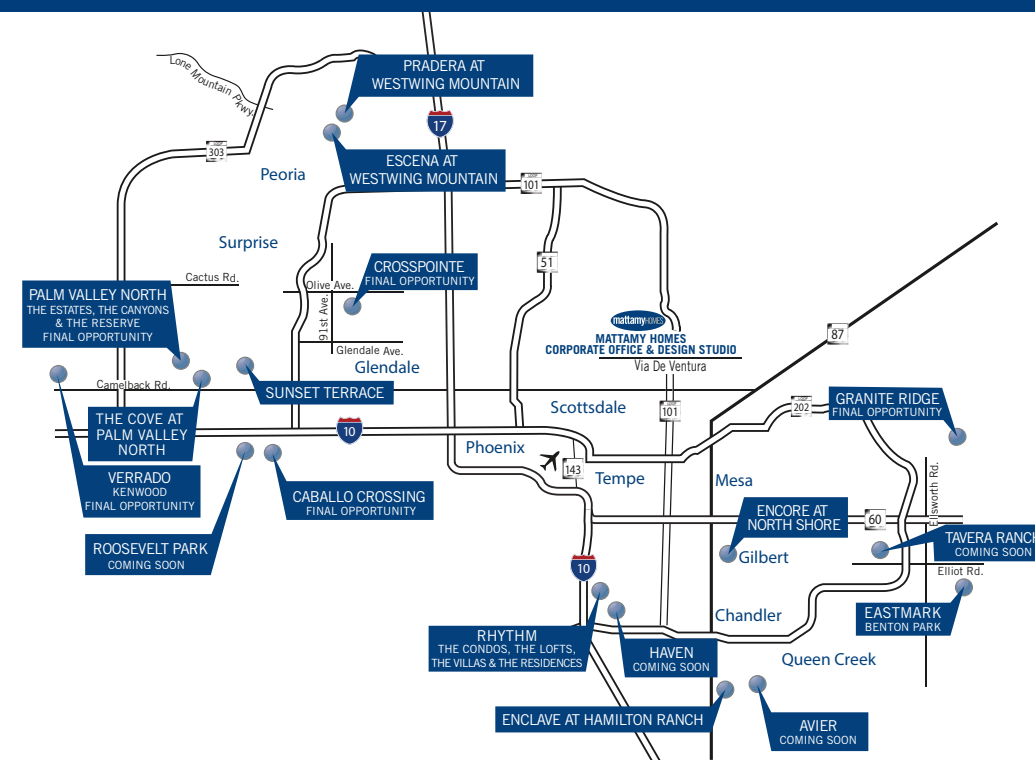 Lone Mountain Pkwy.
PRADERA AT
WESTWING MOUNTAIN
17
303
ESCENA AT
WESTWING MOUNTAIN
Peoria
101
Surprise
51
CROSSPOINTE
FINAL OPPORTUNITY
Cactus Rd.
Olive Ave.
91st Ave.
PALM VALLEY NORTH
THE ESTATES, THE CANYONS
& THE RESERVE
FINAL OPPORTUNITY
mattamyHOMES
MATTAMY HOMES
CORPORATE OFFICE & DESIGN STUDIO
Via De Ventura
87
Glendale Ave.
Glendale
Camelback Rd.
SUNSET TERRACE
GRANITE RIDGE
FINAL OPPORTUNITY
Scottsdale
101
202
THE COVE AT
PALM VALLEY
NORTH
10
Phoenix
143
Tempe
Mesa
Ellsworth Rd.
VERRADO
KENWOOD
FINAL OPPORTUNITY
CABALLO CROSSING
FINAL OPPORTUNITY
ENCORE AT
NORTH SHORE
60
ROOSEVELT PARK
COMING SOON
TAVERA RANCH
COMING SOON
Gilbert
10
Elliot Rd.
Chandler
EASTMARK
BENTON PARK
RHYTHM
THE CONDOS, THE LOFTS,
THE VILLAS & THE RESIDENCES
HAVEN
COMING SOON
Queen Creek
ENCLAVE AT HAMILTON RANCH
AVIER
COMING SOON